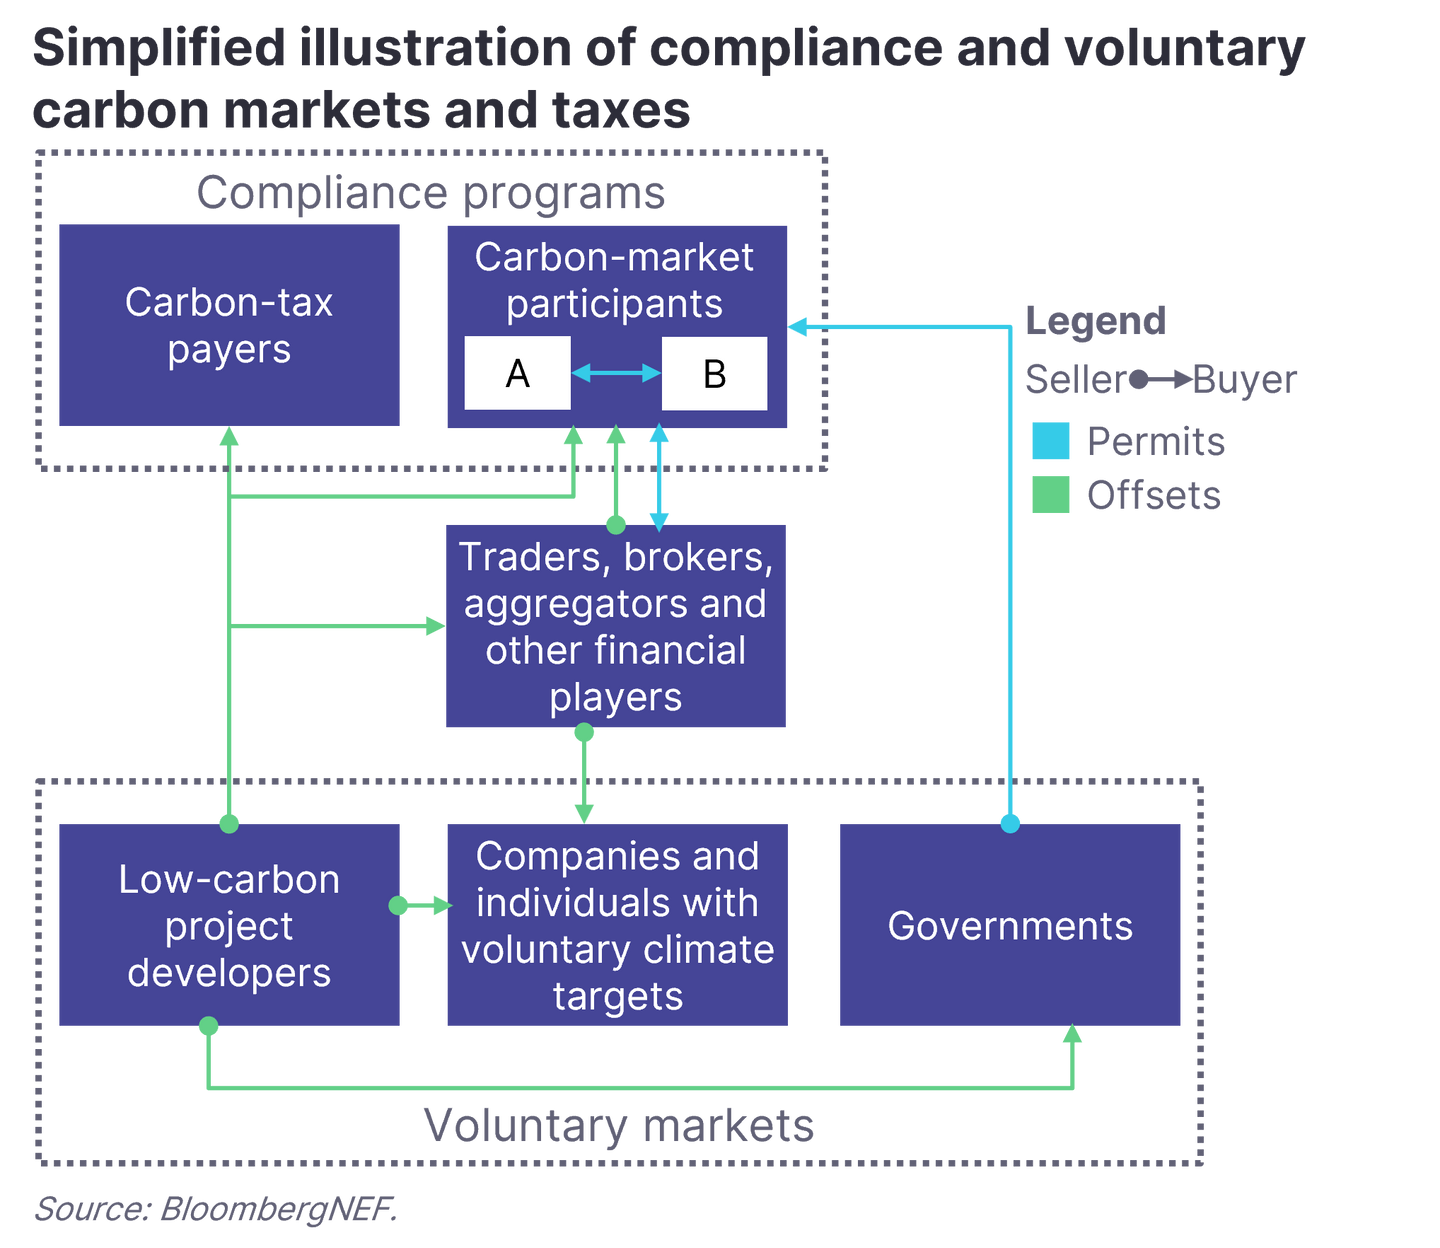 Simplified illustration of compliance and voluntary
carbon markets and taxes
Compliance programs
Carbon-tax
payers
Carbon-market
participants
A
B
Legend
Seller
Buyer
Permits
Offsets
Traders, brokers,
aggregators and
other financial
players
Low-carbon
project
developers
Companies and
individuals with
voluntary climate
targets
Governments
Voluntary markets
Source: BloombergNEF.